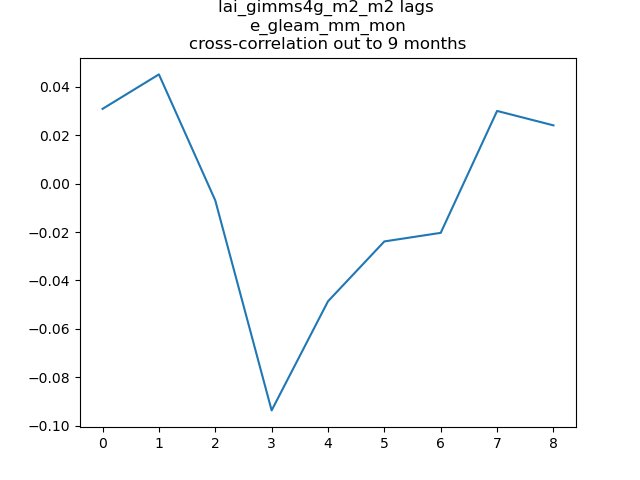 lai_gimms4g_m2_m2 lags
e_gleam_mm_mon
cross-correlation out to 9 months
0.04
0.02
0.00
−0.02
−0.04
−0.06
−0.08
−0.10
0 1 2 3 4 5 6 7 8